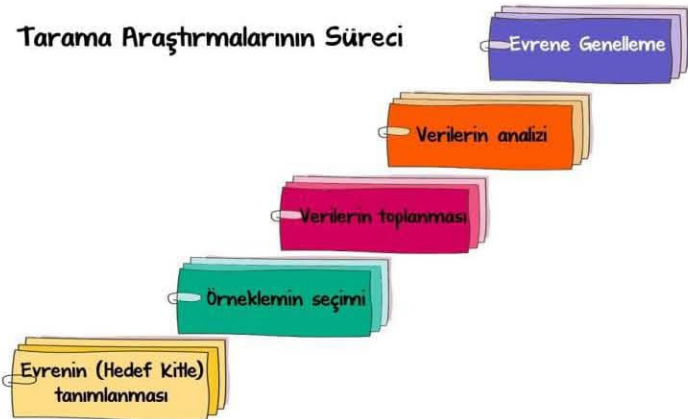 Tarama Araştırmalarının Süreci
Evrene Genelleme
Verilerin analizi
Verilerin toplanması
Örneklemin seçimi
Evrenin (Hedef Kitle)
tanımlanması